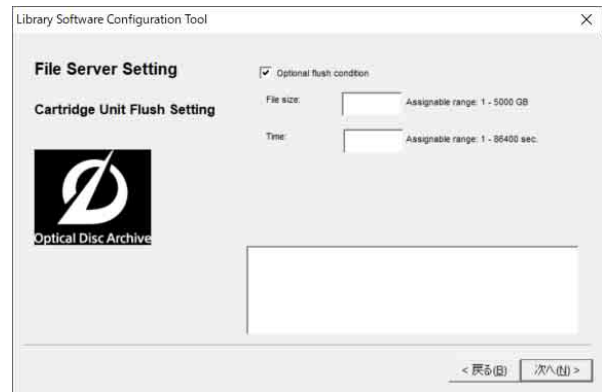 Library Software Configuration Tool
File Server Setting
Cartridge Unit Flush Setting
Optical Disc Archive
Optional flush condition
File size: Assignable range: 1 - 5000 GB
Time: Assignable range: 1 - 86400 sec.
< 戻る(B) 次へ(N) >